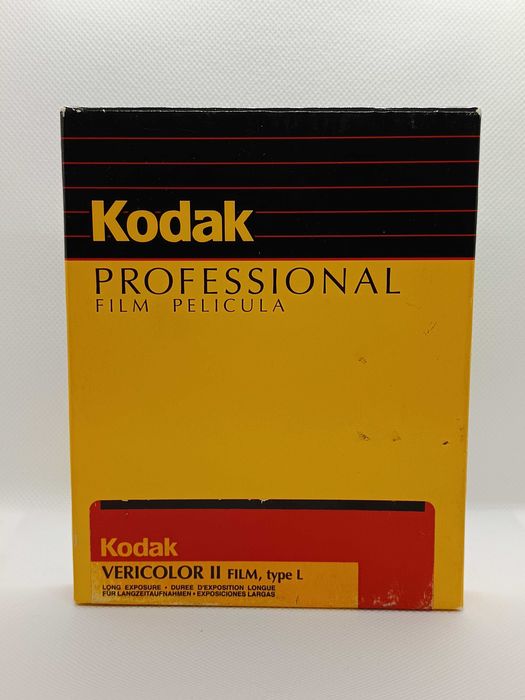 Kodak
PROFESSIONAL
FILM PELICULA
Kodak
VERICOLOR II FILM, type L
LONG EXPOSURE • DUREE D'EXPOSITION LONGUE
FÜR LANGZEITAUFNAHMEN • EXPOSICIONES LARGAS